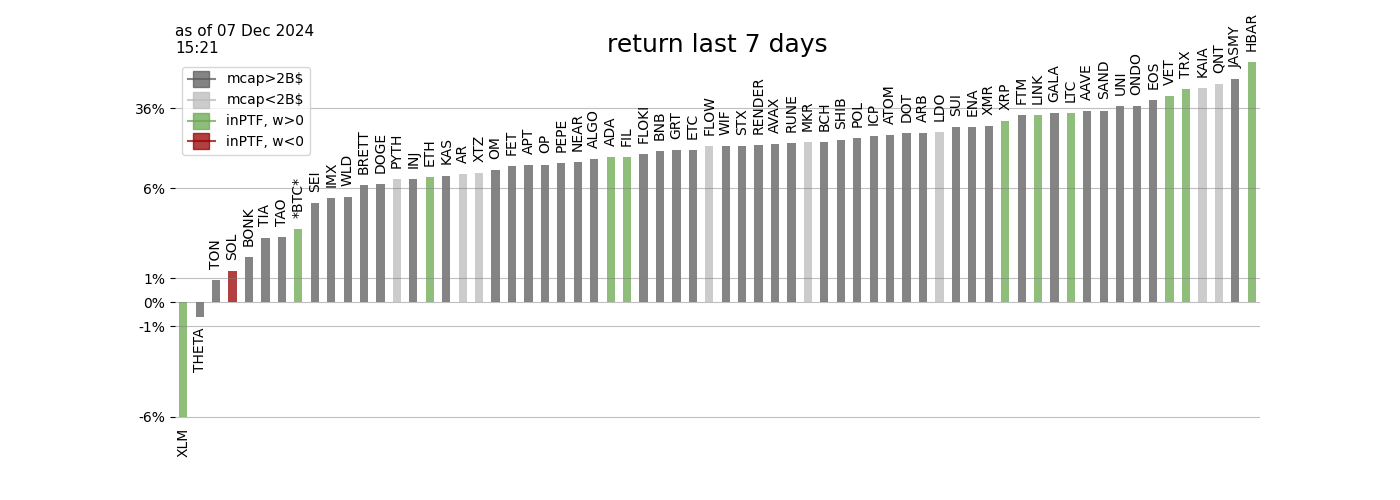 as of 07 Dec 2024
15:21
return last 7 days
mcap>2B$
mcap<2B$
inPTF, w>0
inPTF, w<0
36%
6%
1%
0%
-1%
-6%
XLM
THETA
TON
SOL
BONK
TIA
TAO
*BTC*
SEI
IMX
WLD
BRETT
DOGE
PYTH
INJ
ETH
KAS
AR
XTZ
OM
FET
APT
OP
PEPE
NEAR
ALGO
ADA
FIL
FLOKI
BNB
GRT
ETC
FLOW
WIF
STX
RENDER
AVAX
RUNE
MKR
BCH
SHIB
POL
ICP
ATOM
DOT
ARB
LDO
SUI
ENA
XMR
XRP
FTM
LINK
GALA
LTC
AAVE
SAND
UNI
ONDO
EOS
VET
TRX
KAIA
QNT
JASMY
HBAR